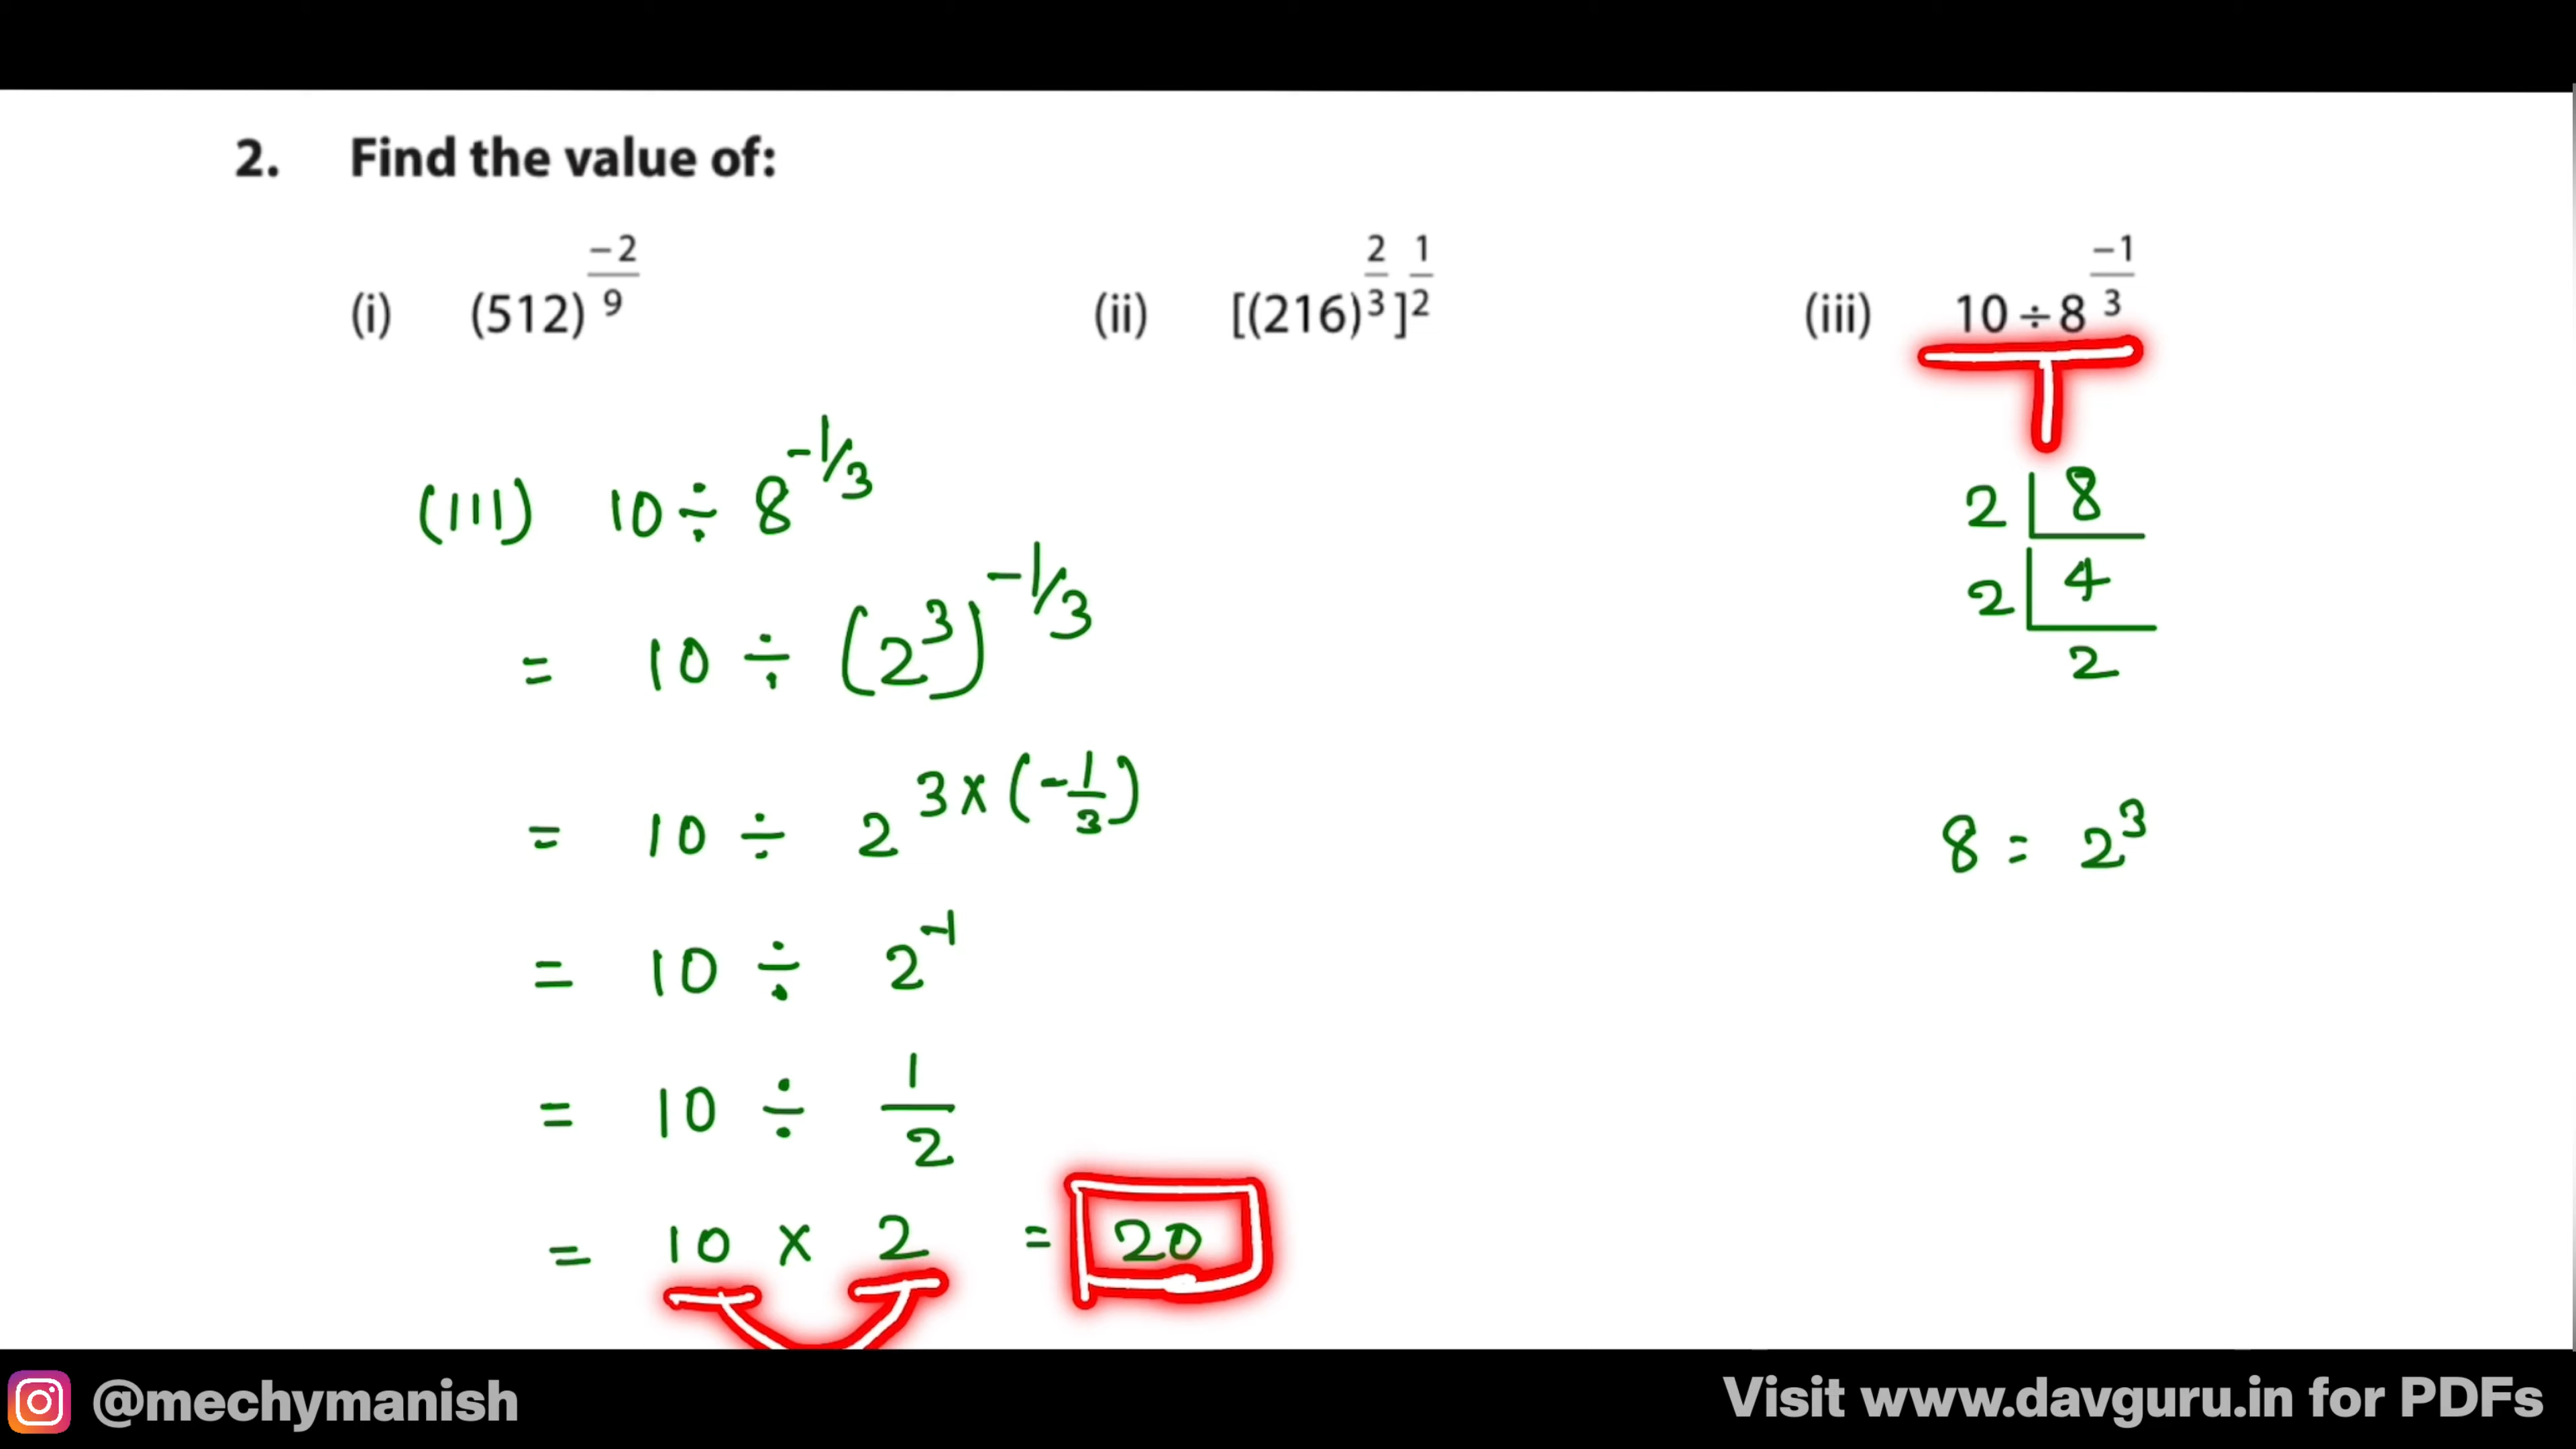 2. Find the value of:
(i) (512)^(-2/9) (ii) [(216)^(2/3)]^(1/2) (iii) 10÷8^(-1/3)
(III) 10 ÷ 8^(-1/3)
= 10 ÷ (2^3)^(-1/3)
= 10 ÷ 2^(3×(-1/3))
= 10 ÷ 2^(-1)
= 10 ÷ 1/2
= 10 × 2 = 20
2 | 8
2 | 4
2
8 = 2^3
@mechymanish
Visit www.davguru.in for PDFs